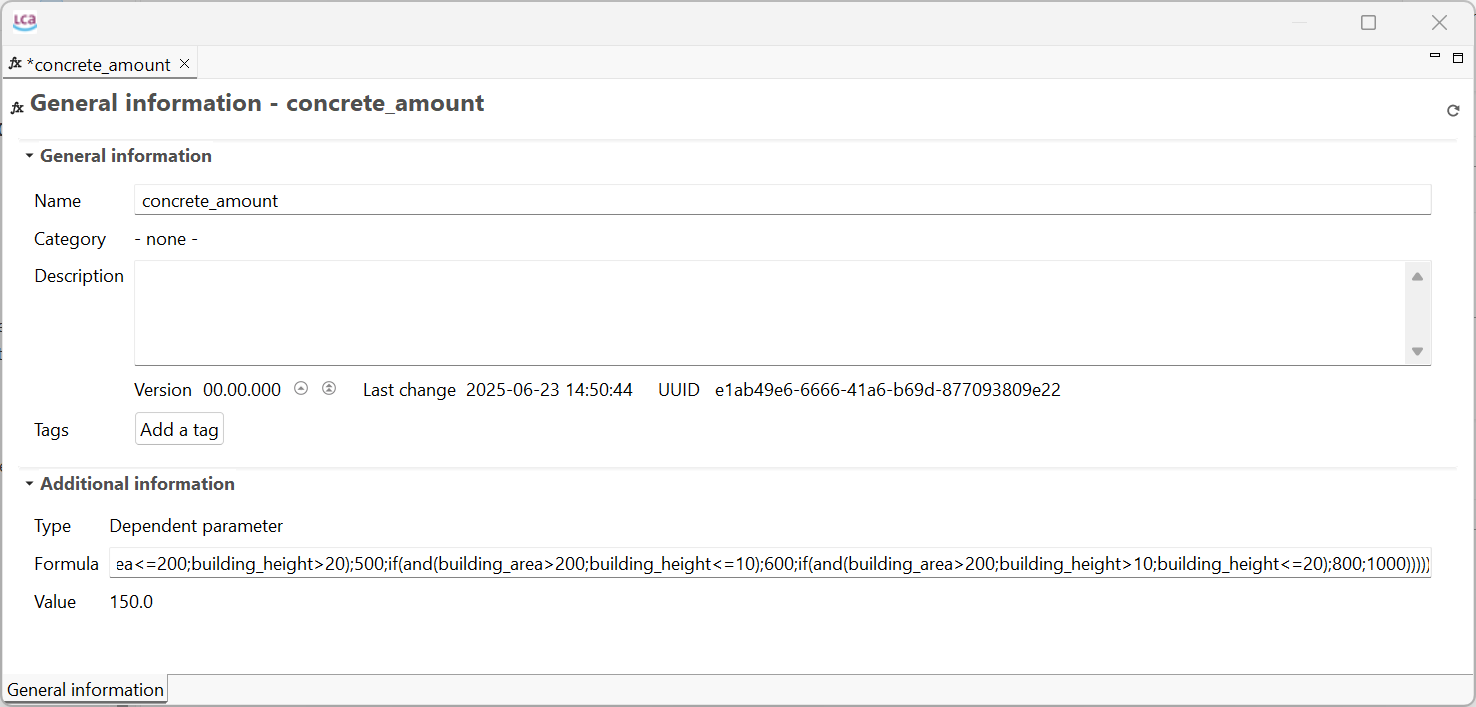 LCA
fx *concrete_amount
fx General information - concrete_amount
General information
Name concrete_amount
Category - none -
Description
Version 00.00.000 Last change 2025-06-23 14:50:44 UUID e1ab49e6-6666-41a6-b69d-877093809e22
Tags Add a tag
Additional information
Type Dependent parameter
Formula ea<=200;building_height>20);500;if(and(building_area>200;building_height<=10);600;if(and(building_area>200;building_height>10;building_height<=20);800;1000)))))
Value 150.0
General information